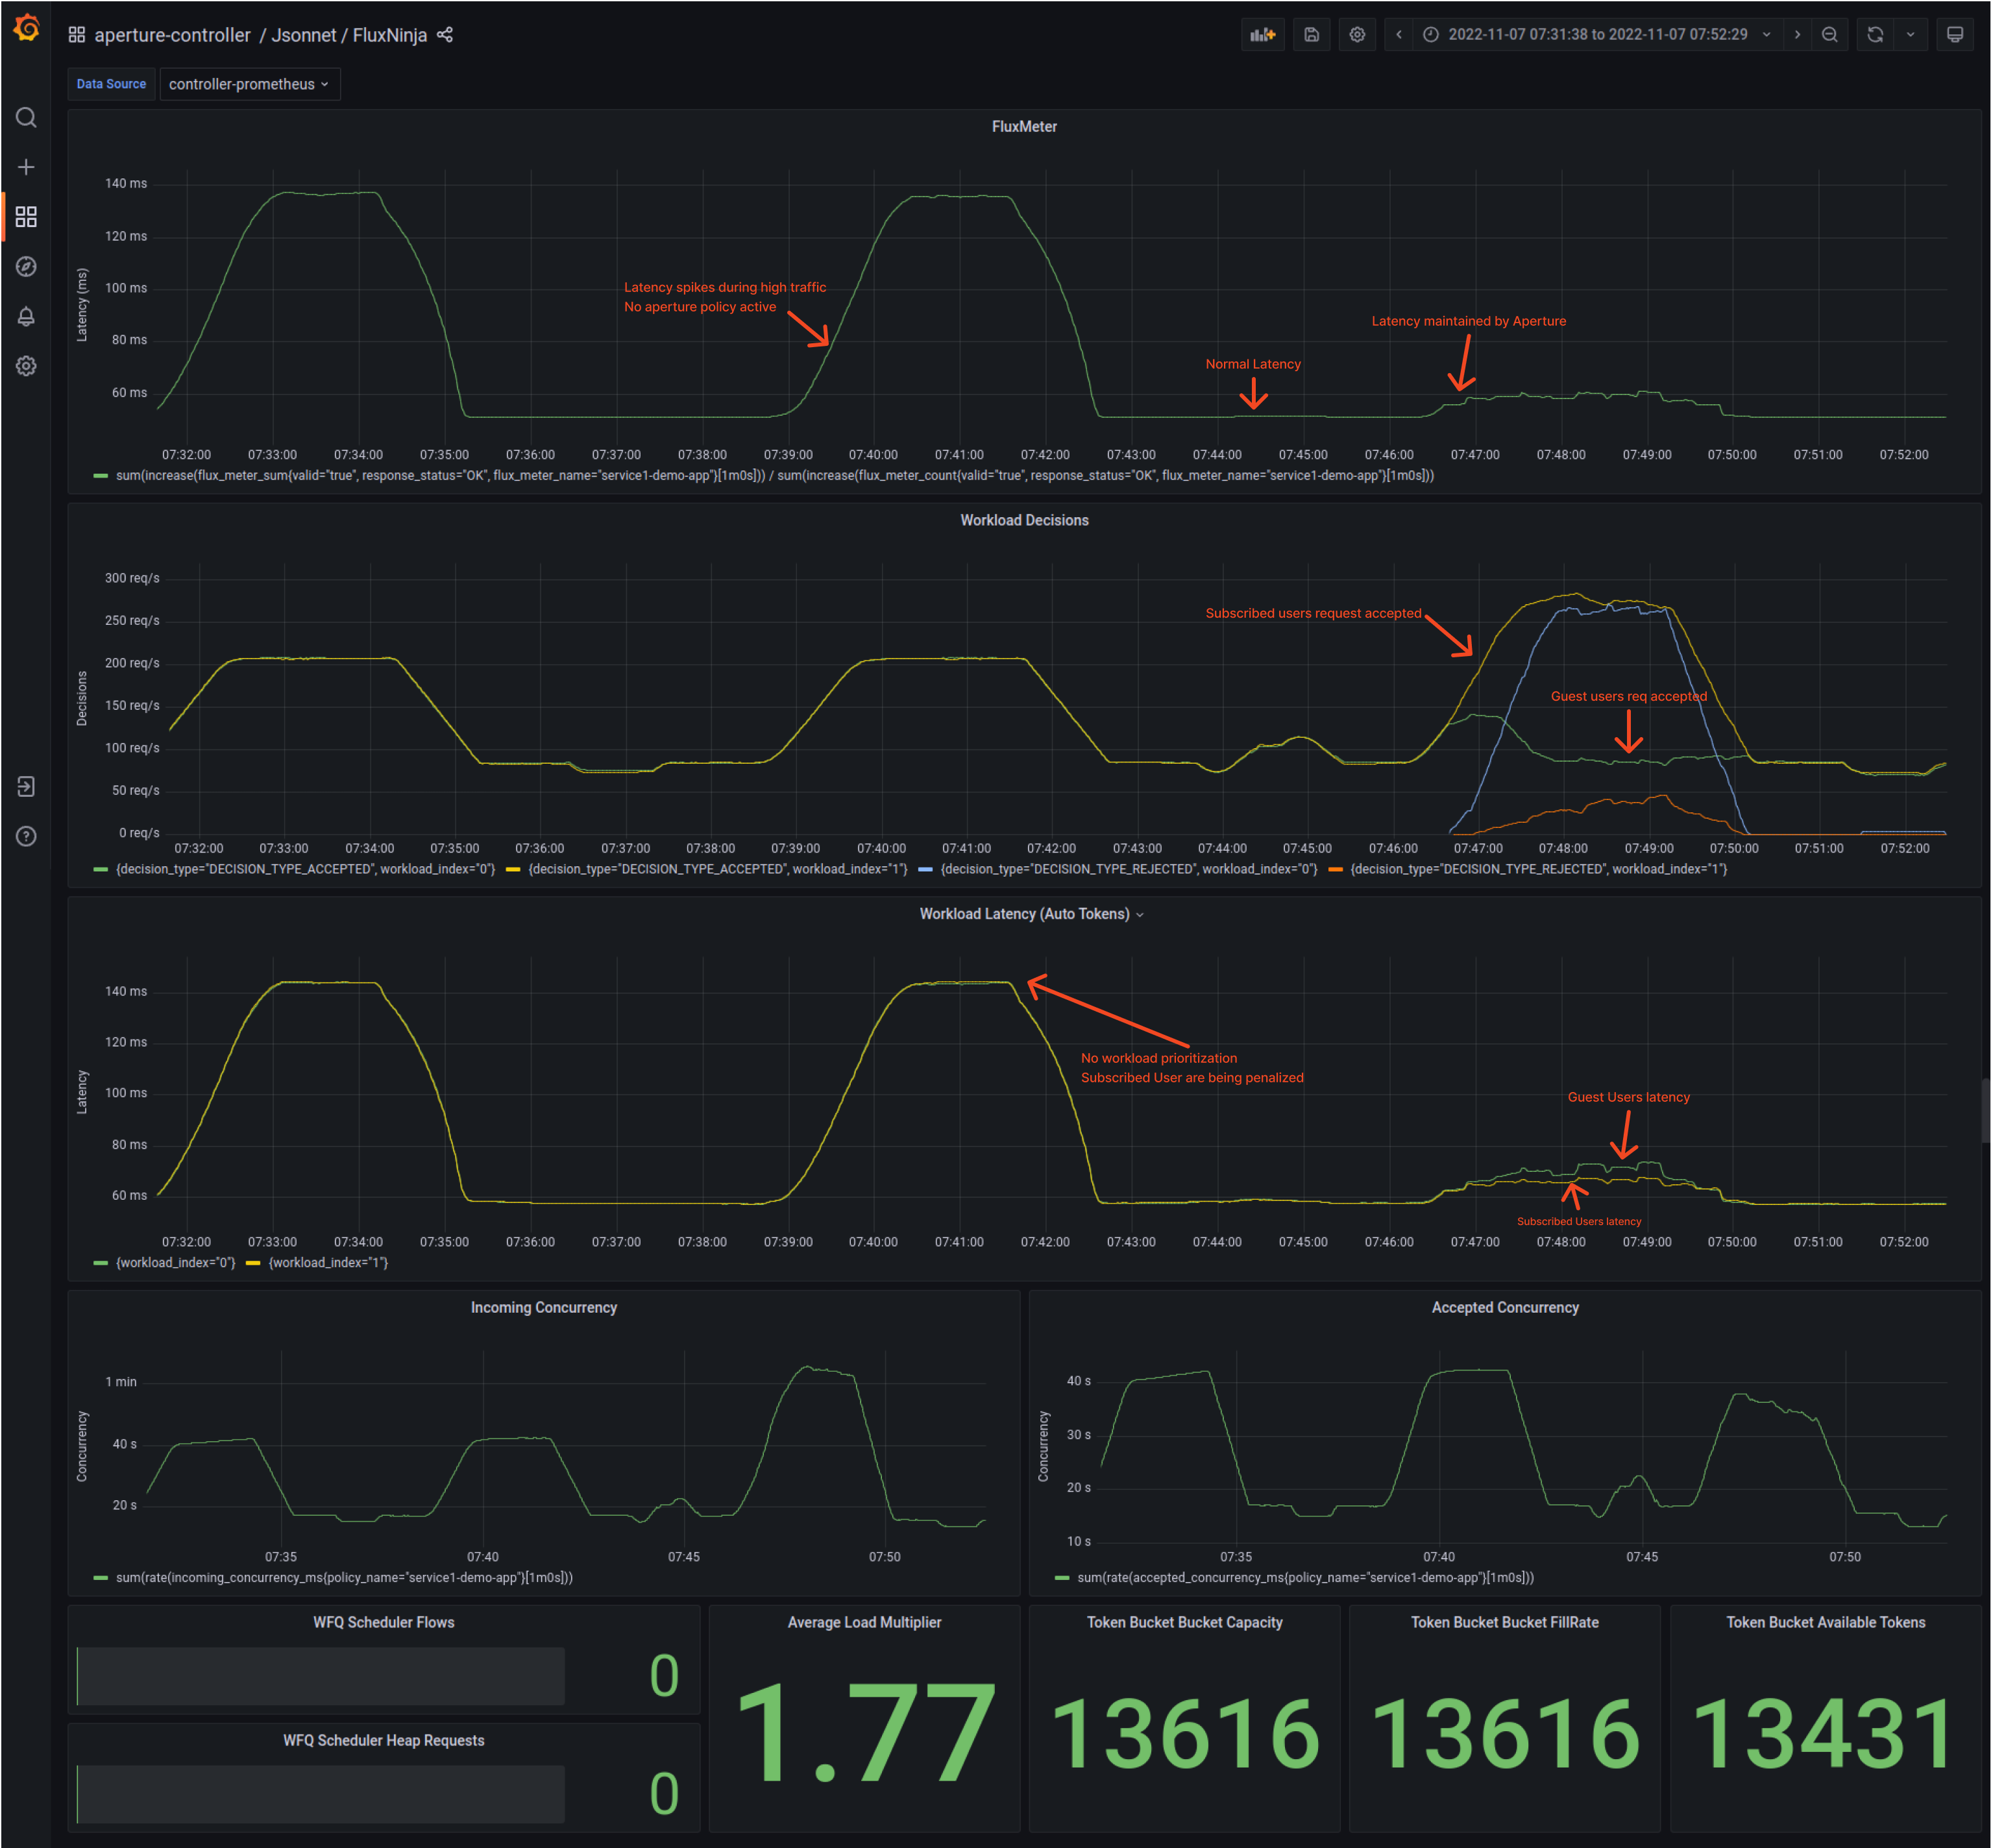 aperture-controller / Jsonnet / FluxNinja
2022-11-07 07:31:38 to 2022-11-07 07:52:29
Data Source controller-prometheus
FluxMeter
Latency (ms)
140 ms
120 ms
100 ms
80 ms
60 ms
Latency spikes during high traffic
No aperture policy active
Normal Latency
Latency maintained by Aperture
07:32:00 07:33:00 07:34:00 07:35:00 07:36:00 07:37:00 07:38:00 07:39:00 07:40:00 07:41:00 07:42:00 07:43:00 07:44:00 07:45:00 07:46:00 07:47:00 07:48:00 07:49:00 07:50:00 07:51:00 07:52:00
sum(increase(flux_meter_sum{valid="true", response_status="OK", flux_meter_name="service1-demo-app"}[1m0s])) / sum(increase(flux_meter_count{valid="true", response_status="OK", flux_meter_name="service1-demo-app"}[1m0s]))
Workload Decisions
Decisions
300 req/s
250 req/s
200 req/s
150 req/s
100 req/s
50 req/s
0 req/s
Subscribed users request accepted
Guest users req accepted
07:32:00 07:33:00 07:34:00 07:35:00 07:36:00 07:37:00 07:38:00 07:39:00 07:40:00 07:41:00 07:42:00 07:43:00 07:44:00 07:45:00 07:46:00 07:47:00 07:48:00 07:49:00 07:50:00 07:51:00 07:52:00
{decision_type="DECISION_TYPE_ACCEPTED", workload_index="0"} {decision_type="DECISION_TYPE_ACCEPTED", workload_index="1"} {decision_type="DECISION_TYPE_REJECTED", workload_index="0"} {decision_type="DECISION_TYPE_REJECTED", workload_index="1"}
Workload Latency (Auto Tokens)
Latency
140 ms
120 ms
100 ms
80 ms
60 ms
No workload prioritization
Subscribed User are being penalized
Guest Users latency
Subscribed Users latency
07:32:00 07:33:00 07:34:00 07:35:00 07:36:00 07:37:00 07:38:00 07:39:00 07:40:00 07:41:00 07:42:00 07:43:00 07:44:00 07:45:00 07:46:00 07:47:00 07:48:00 07:49:00 07:50:00 07:51:00 07:52:00
{workload_index="0"} {workload_index="1"}
Incoming Concurrency
Concurrency
1 min
40 s
20 s
07:35 07:40 07:45 07:50
sum(rate(incoming_concurrency_ms{policy_name="service1-demo-app"}[1m0s]))
Accepted Concurrency
Concurrency
40 s
30 s
20 s
10 s
07:35 07:40 07:45 07:50
sum(rate(accepted_concurrency_ms{policy_name="service1-demo-app"}[1m0s]))
WFQ Scheduler Flows
0
WFQ Scheduler Heap Requests
0
Average Load Multiplier
1.77
Token Bucket Bucket Capacity
13616
Token Bucket Bucket FillRate
13616
Token Bucket Available Tokens
13431